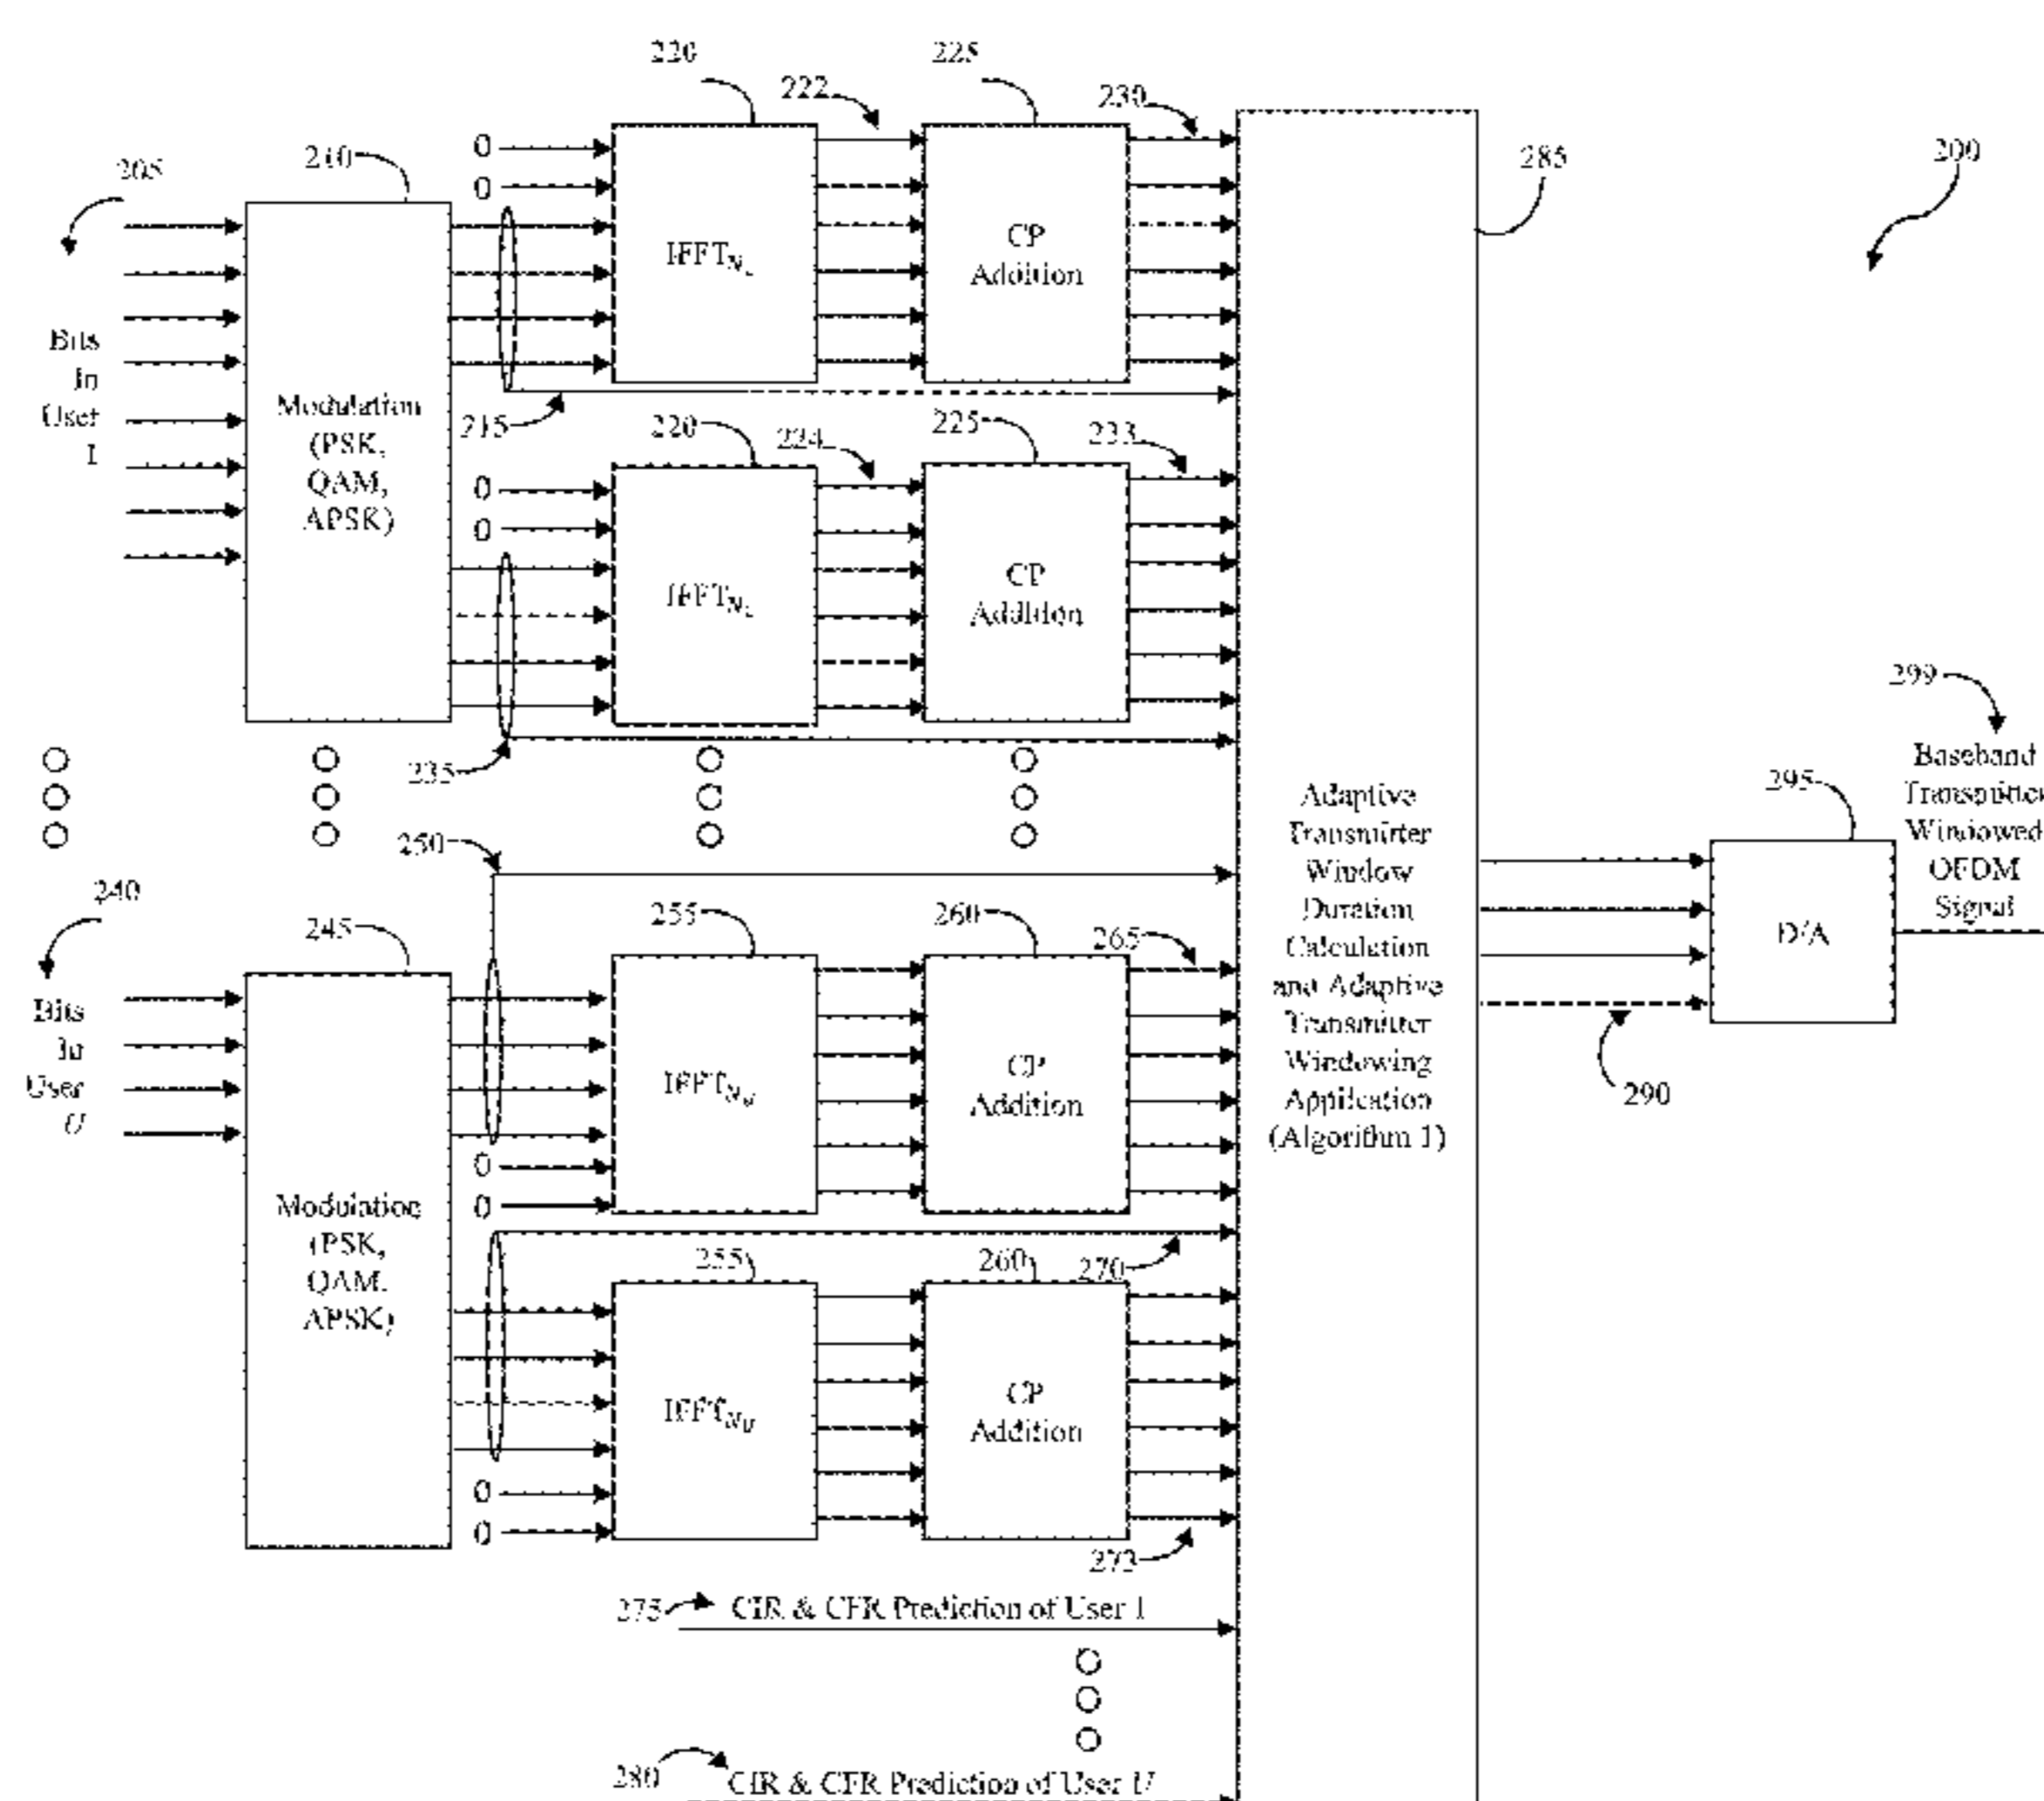 220
225
222
230
210
205
0
0
285
200
IFFT
CP
Addition
Bits
In
User
1
Modulation
(PSK,
QAM,
APSK)
215
220
224
225
233
0
0
IFFT
CP
Addition
235
299
Baseband
Transmitter
Windowed
OFDM
Signal
295
D/A
Adaptive
Transmitter
Window
Duration
Calculation
and Adaptive
Transmitter
Windowing
Application
(Algorithm 1)
290
250
240
245
255
260
265
Bits
In
User
U
IFFT
CP
Addition
0
0
Modulation
(PSK,
QAM,
APSK)
255
260
270
IFFT
CP
Addition
0
0
273
275
CIR & CFR Prediction of User 1
280
CIR & CFR Prediction of User U